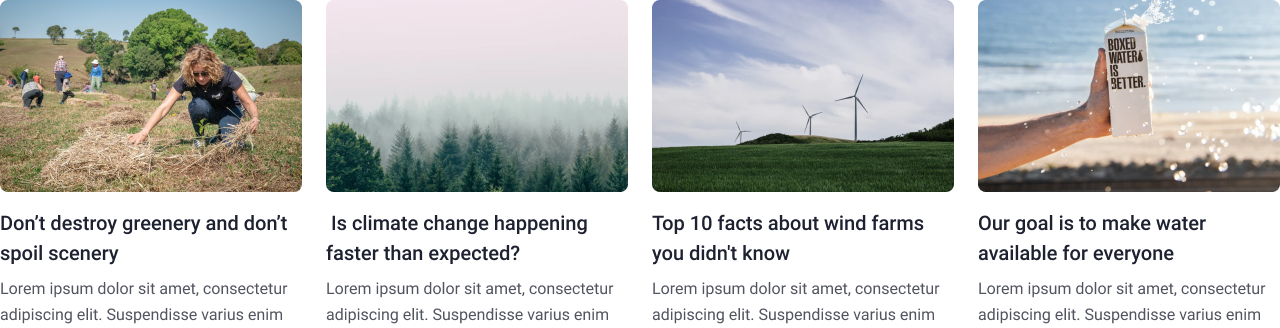 BOXED
WATER
IS
BETTER.
Don’t destroy greenery and don’t
spoil scenery
Lorem ipsum dolor sit amet, consectetur
adipiscing elit. Suspendisse varius enim
Is climate change happening
faster than expected?
Lorem ipsum dolor sit amet, consectetur
adipiscing elit. Suspendisse varius enim
Top 10 facts about wind farms
you didn't know
Lorem ipsum dolor sit amet, consectetur
adipiscing elit. Suspendisse varius enim
Our goal is to make water
available for everyone
Lorem ipsum dolor sit amet, consectetur
adipiscing elit. Suspendisse varius enim